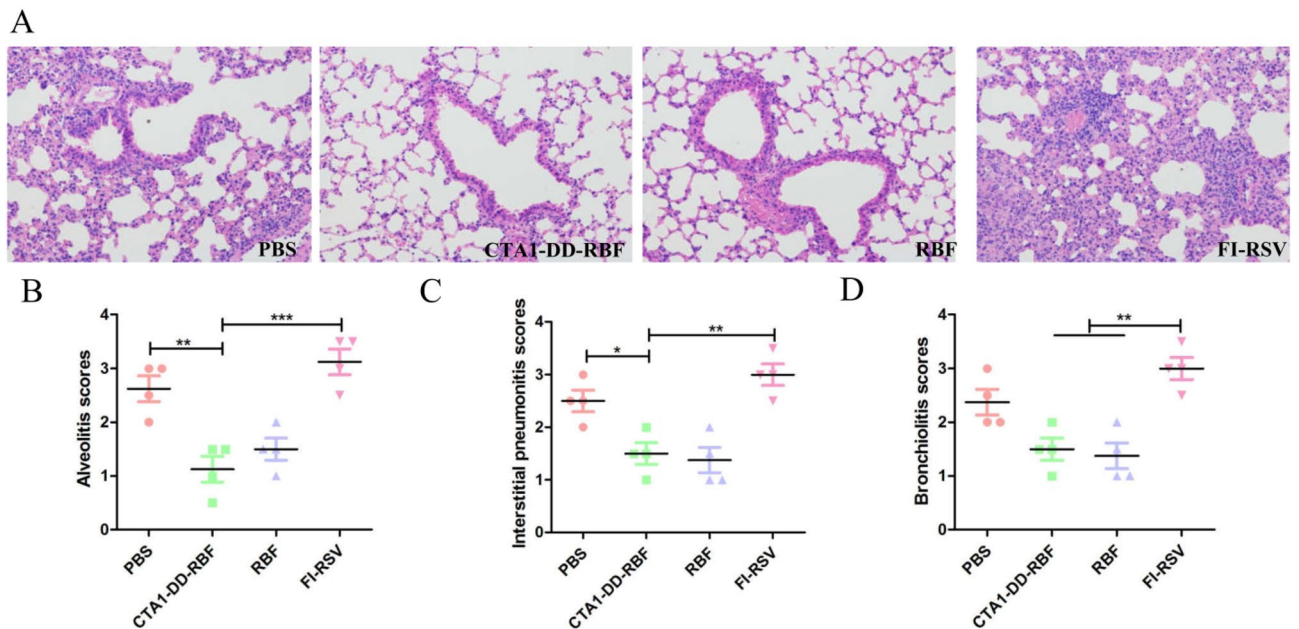 A
PBS
CTA1-DD-RBF
RBF
FI-RSV
B
Alveolitis scores
4
3
2
1
0
**
***
PBS
CTA1-DD-RBF
RBF
FI-RSV
C
Interstitial pneumonitis scores
4
3
2
1
0
*
**
PBS
CTA1-DD-RBF
RBF
FI-RSV
D
Bronchiolitis scores
4
3
2
1
0
**
PBS
CTA1-DD-RBF
RBF
FI-RSV